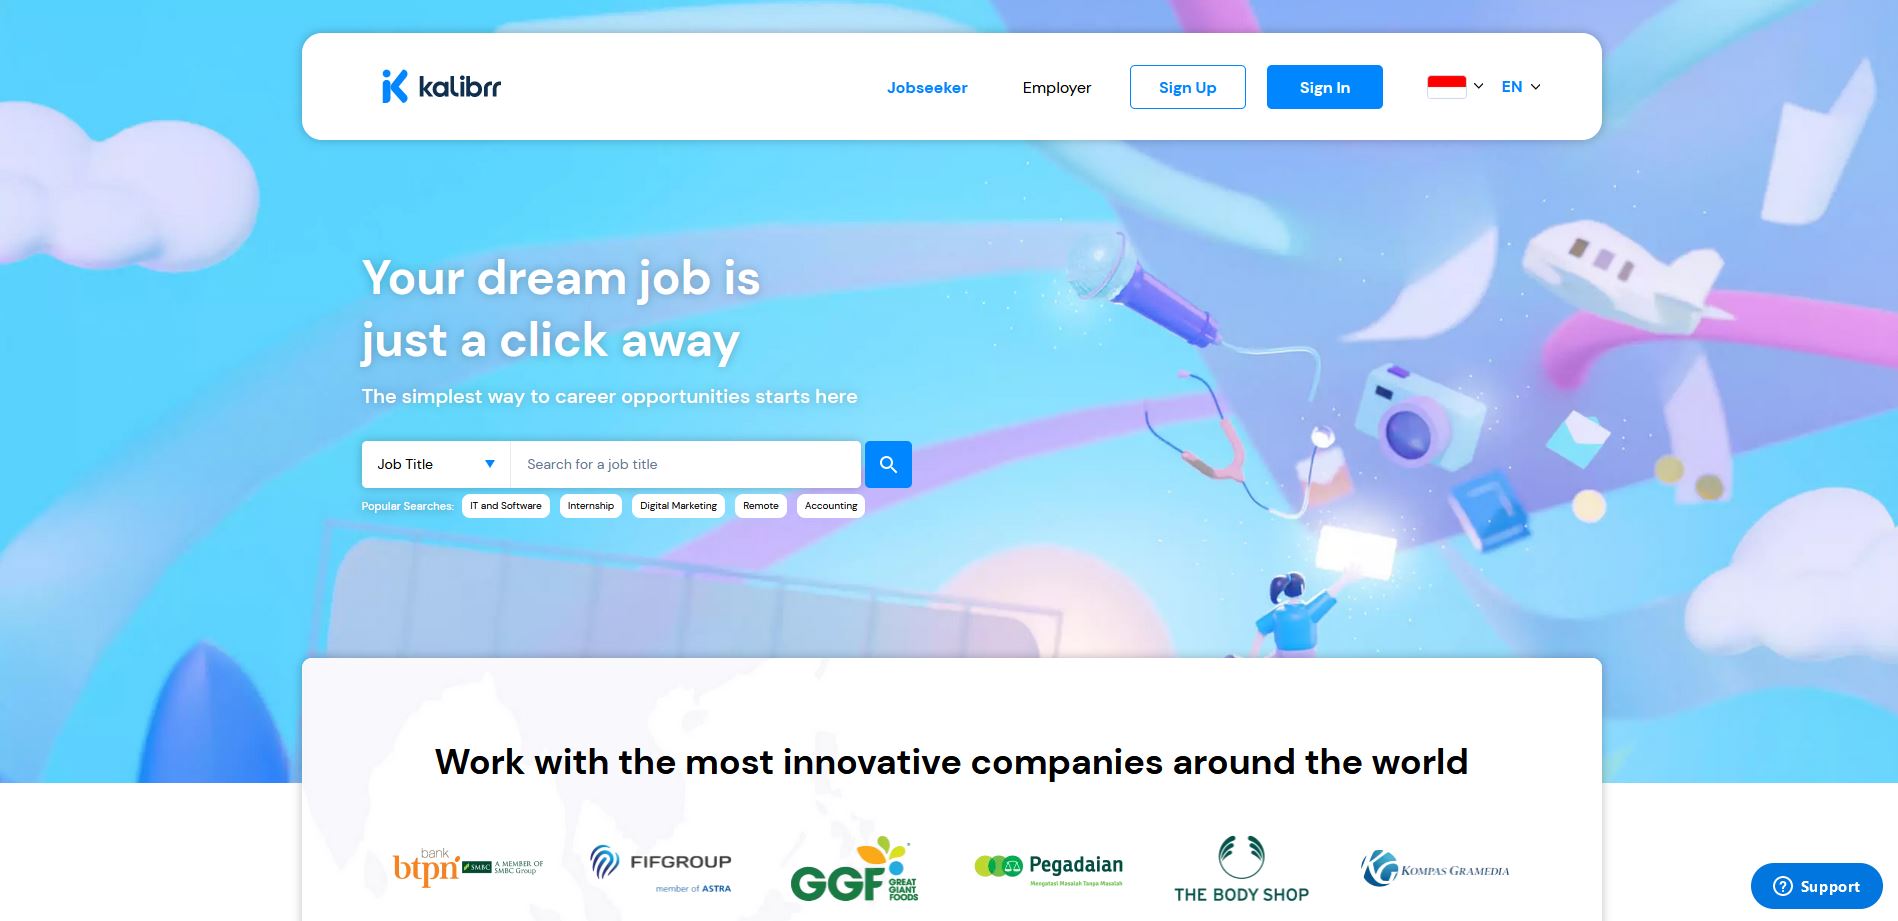 kalibrr
Jobseeker
Employer
Sign Up
Sign In
EN
Your dream job is
just a click away
The simplest way to career opportunities starts here
Job Title
Search for a job title
Popular Searches:
IT and Software
Internship
Digital Marketing
Remote
Accounting
Work with the most innovative companies around the world
bank
btpn
SMBC
A MEMBER OF
SMBC Group
FIFGROUP
member of ASTRA
GGF
GREAT
GIANT
FOODS
Pegadaian
Mengatasi Masalah Tanpa Masalah
THE BODY SHOP
KOMPAS GRAMEDIA
Support